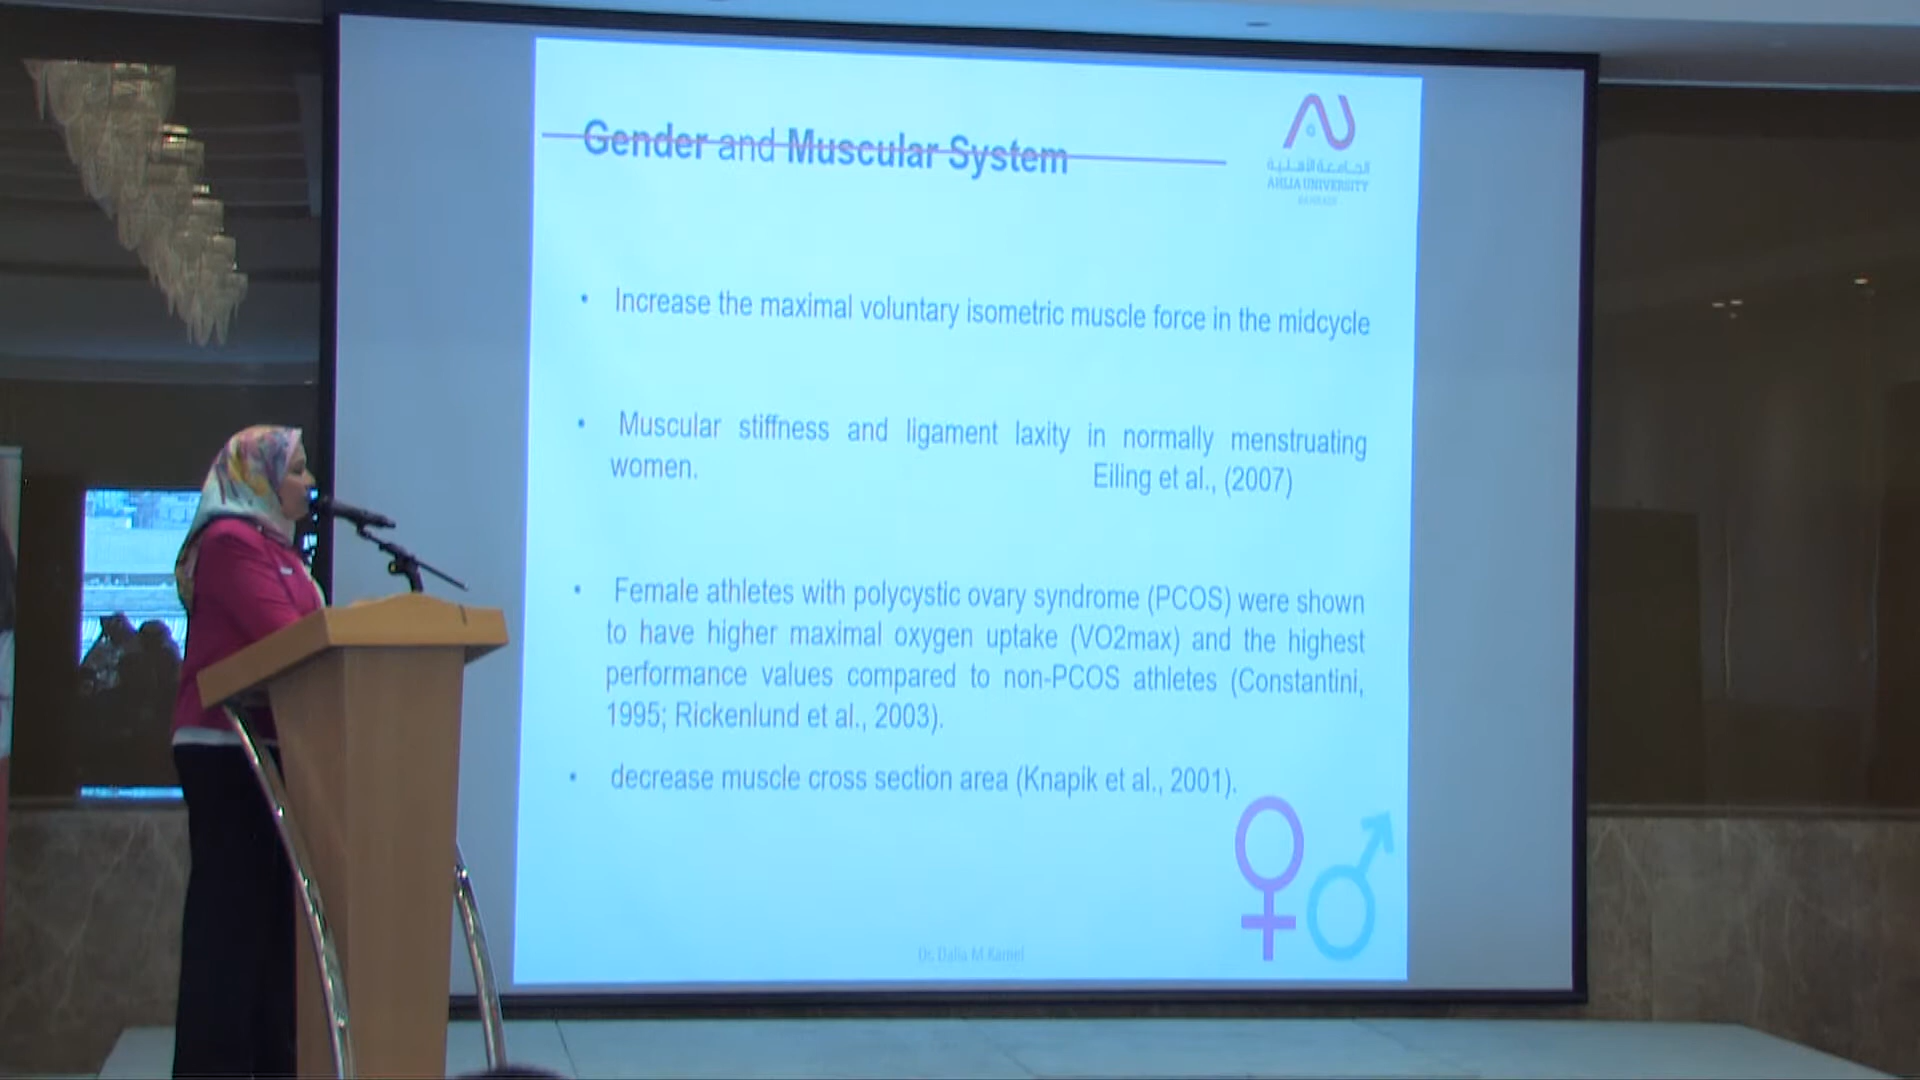 Gender and Muscular System
الجامعة الأهلية
AHLIA UNIVERSITY
BAHRAIN
• Increase the maximal voluntary isometric muscle force in the midcycle
• Muscular stiffness and ligament laxity in normally menstruating
women. Eiling et al., (2007)
• Female athletes with polycystic ovary syndrome (PCOS) were shown
to have higher maximal oxygen uptake (VO2max) and the highest
performance values compared to non-PCOS athletes (Constantini,
1995; Rickenlund et al., 2003).
• decrease muscle cross section area (Knapik et al., 2001).
Dr. Dalia M Kamel